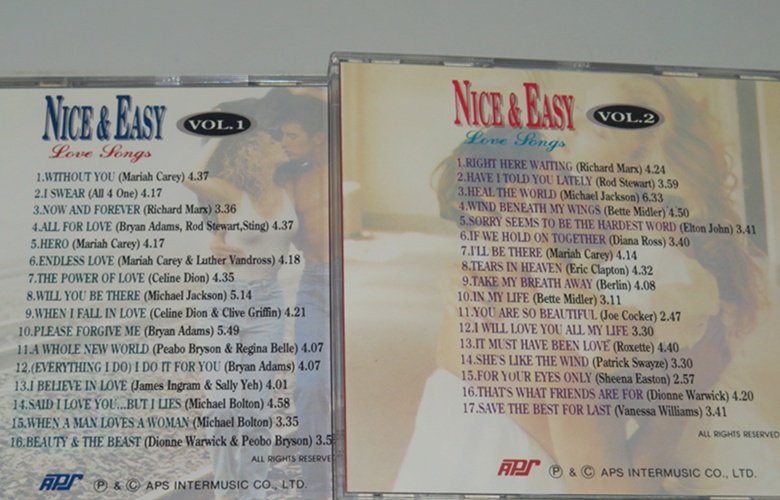 NICE & EASY
VOL.1
Love Songs
1.WITHOUT YOU (Mariah Carey) 4.37
2.I SWEAR (All 4 One) 4.17
3.NOW AND FOREVER (Richard Marx) 3.36
4.ALL FOR LOVE (Bryan Adams, Rod Stewart,Sting) 4.37
5.HERO (Mariah Carey) 4.17
6.ENDLESS LOVE (Mariah Carey & Luther Vandross) 4.18
7.THE POWER OF LOVE (Celine Dion) 4.35
8.WILL YOU BE THERE (Michael Jackson) 5.14
9.WHEN I FALL IN LOVE (Celine Dion & Clive Griffin) 4.21
10.PLEASE FORGIVE ME (Bryan Adams) 5.49
11.A WHOLE NEW WORLD (Peabo Bryson & Regina Belle) 4.07
12.(EVERYTHING I DO) I DO IT FOR YOU (Bryan Adams) 4.07
13.I BELIEVE IN LOVE (James Ingram & Sally Yeh) 4.01
14.SAID I LOVE YOU...BUT I LIES (Michael Bolton) 4.58
15.WHEN A MAN LOVES A WOMAN (Michael Bolton) 3.35
16.BEAUTY & THE BEAST (Dionne Warwick & Peobo Bryson) 3.5
ALL RIGHTS RESERVE
APS Ⓟ & © APS INTERMUSIC CO., LTD.
NICE & EASY
VOL.2
Love Songs
1.RIGHT HERE WAITING (Richard Marx) 4.24
2.HAVE I TOLD YOU LATELY (Rod Stewart) 3.59
3.HEAL THE WORLD (Michael Jackson) 6.33
4.WIND BENEATH MY WINGS (Bette Midler) 4.50
5.SORRY SEEMS TO BE THE HARDEST WORD (Elton John) 3.41
6.IF WE HOLD ON TOGETHER (Diana Ross) 3.40
7.I'LL BE THERE (Mariah Carey) 4.14
8.TEARS IN HEAVEN (Eric Clapton) 4.32
9.TAKE MY BREATH AWAY (Berlin) 4.08
10.IN MY LIFE (Bette Midler) 3.11
11.YOU ARE SO BEAUTIFUL (Joe Cocker) 2.47
12.I WILL LOVE YOU ALL MY LIFE 3.30
13.IT MUST HAVE BEEN LOVE (Roxette) 4.40
14.SHE'S LIKE THE WIND (Patrick Swayze) 3.30
15.FOR YOUR EYES ONLY (Sheena Easton) 2.57
16.THAT'S WHAT FRIENDS ARE FOR (Dionne Warwick) 4.20
17.SAVE THE BEST FOR LAST (Vanessa Williams) 3.41
ALL RIGHTS RESERVED
APS Ⓟ & © APS INTERMUSIC CO., LTD.